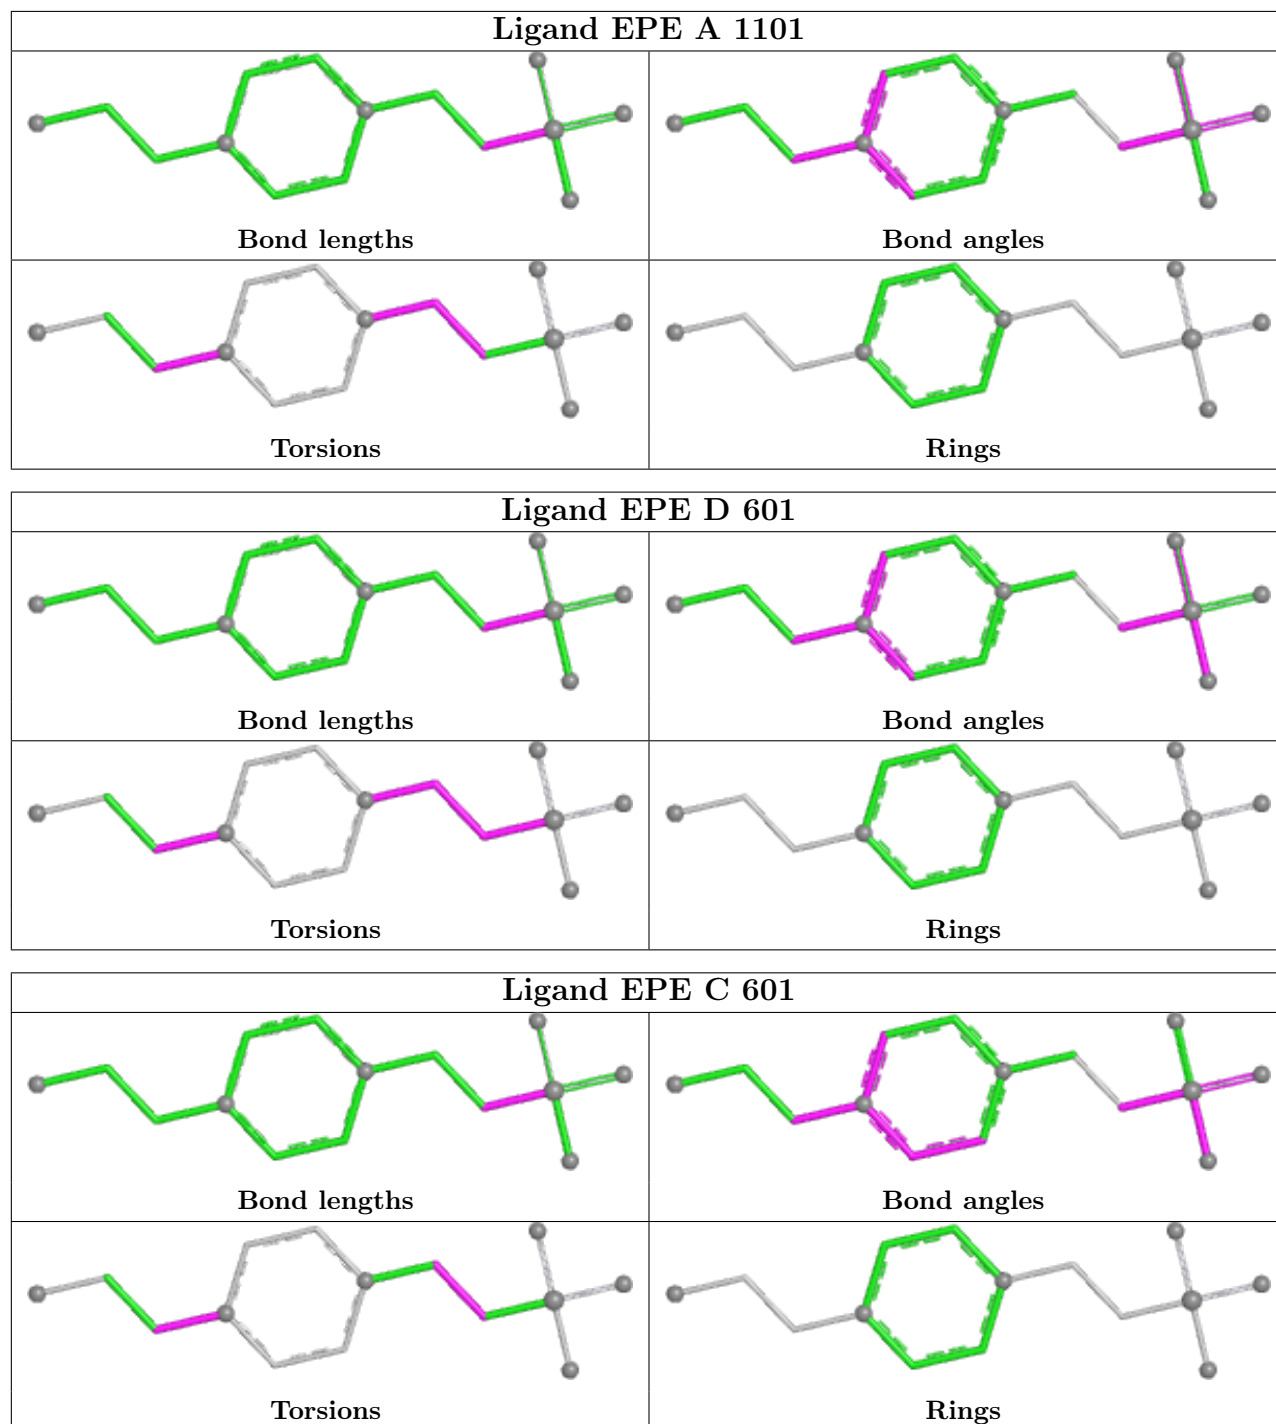 Ligand EPE A 1101
Bond lengths
Bond angles
Torsions
Rings
Ligand EPE D 601
Bond lengths
Bond angles
Torsions
Rings
Ligand EPE C 601
Bond lengths
Bond angles
Torsions
Rings